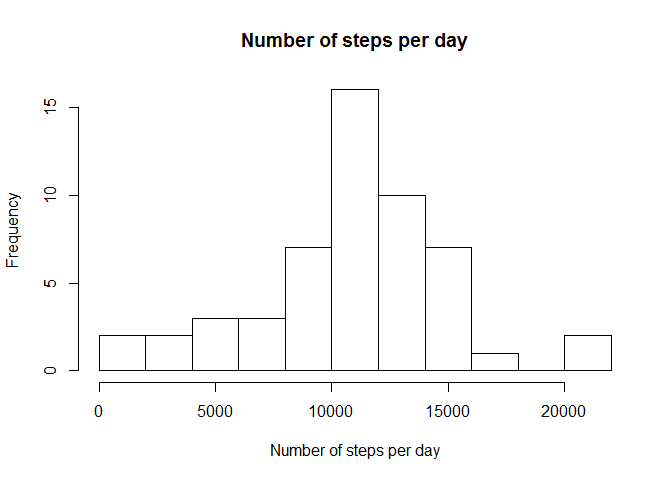 Number of steps per day
15
10
5
0
Frequency
0 5000 10000 15000 20000
Number of steps per day